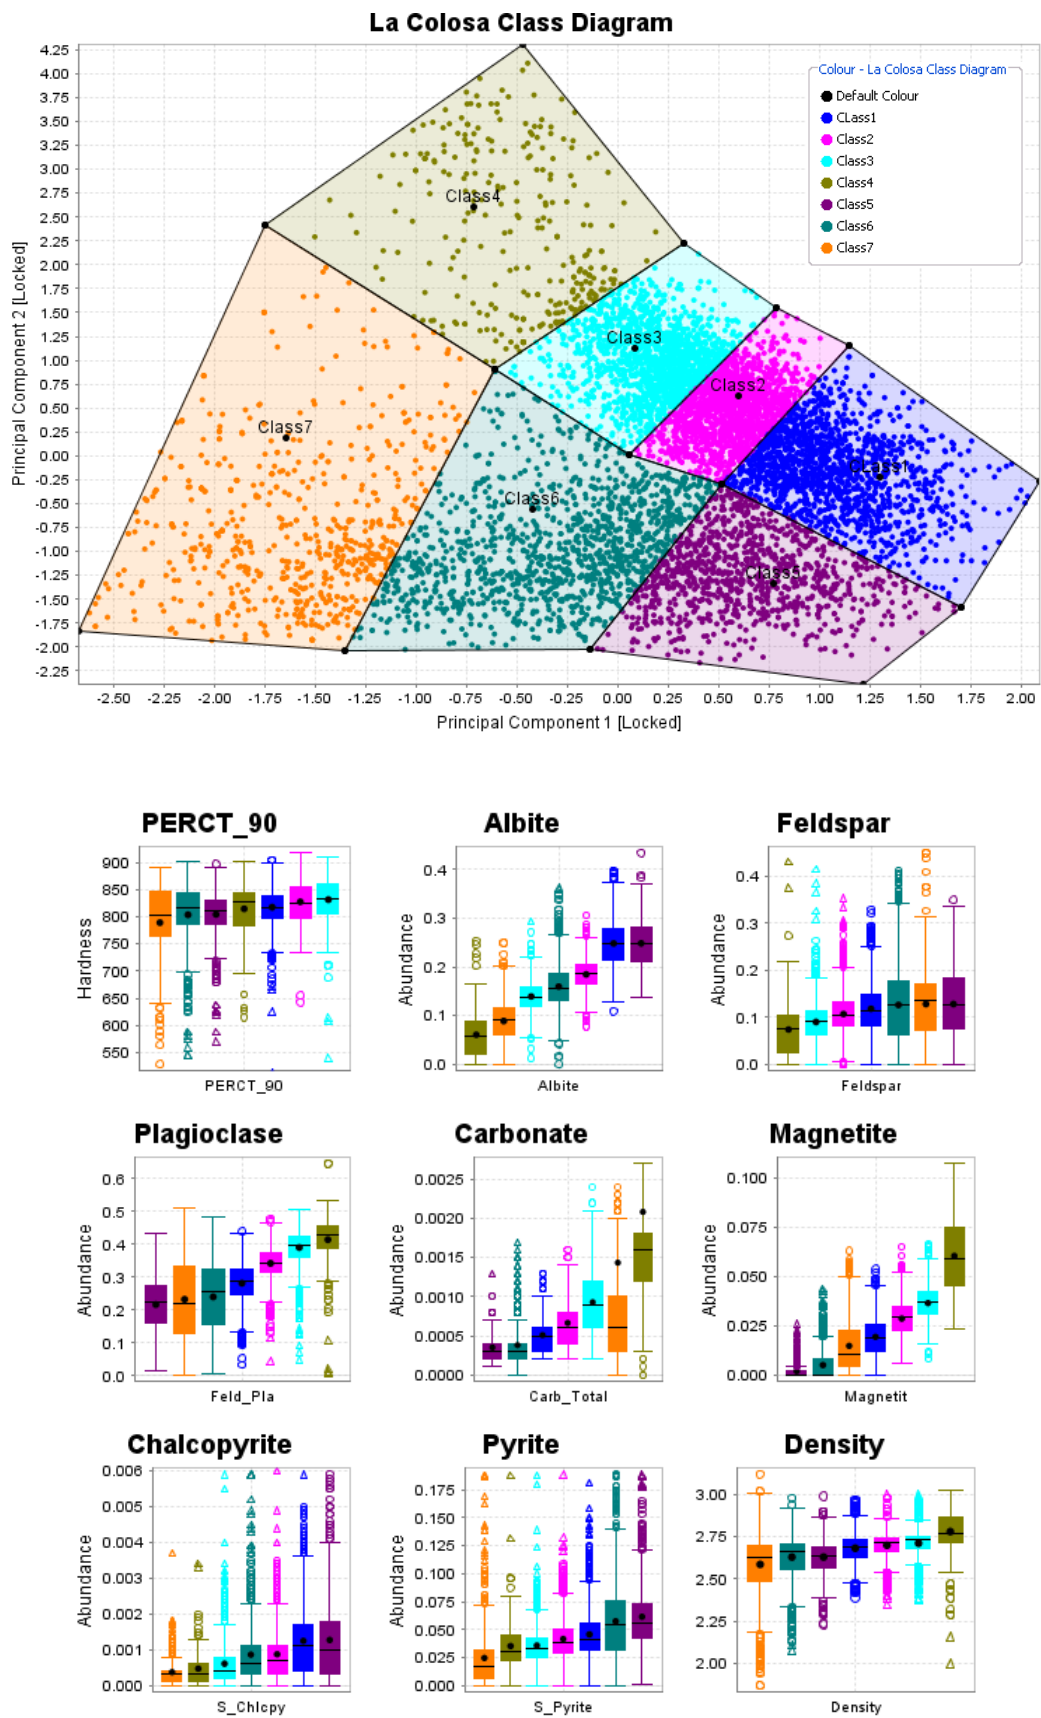 La Colosa Class Diagram
Principal Component 2 [Locked]
4.25
4.00
3.75
3.50
3.25
3.00
2.75
2.50
2.25
2.00
1.75
1.50
1.25
1.00
0.75
0.50
0.25
0.00
-0.25
-0.50
-0.75
-1.00
-1.25
-1.50
-1.75
-2.00
-2.25
Colour - La Colosa Class Diagram
Default Colour
CLass1
Class2
Class3
Class4
Class5
Class6
Class7
Class4
Class3
Class2
Class7
CLass1
Class6
Class5
-2.50 -2.25 -2.00 -1.75 -1.50 -1.25 -1.00 -0.75 -0.50 -0.25 0.00 0.25 0.50 0.75 1.00 1.25 1.50 1.75 2.00
Principal Component 1 [Locked]
PERCT_90
Hardness
900
850
800
750
700
650
600
550
PERCT_90
Albite
Abundance
0.4
0.3
0.2
0.1
0.0
Albite
Feldspar
Abundance
0.4
0.3
0.2
0.1
0.0
Feldspar
Plagioclase
Abundance
0.6
0.5
0.4
0.3
0.2
0.1
0.0
Feld_Pla
Carbonate
Abundance
0.0025
0.0020
0.0015
0.0010
0.0005
0.0000
Carb_Total
Magnetite
Abundance
0.100
0.075
0.050
0.025
0.000
Magnetit
Chalcopyrite
Abundance
0.006
0.005
0.004
0.003
0.002
0.001
0.000
S_Chlcpy
Pyrite
Abundance
0.175
0.150
0.125
0.100
0.075
0.050
0.025
0.000
S_Pyrite
Density
3.00
2.75
2.50
2.25
2.00
Density